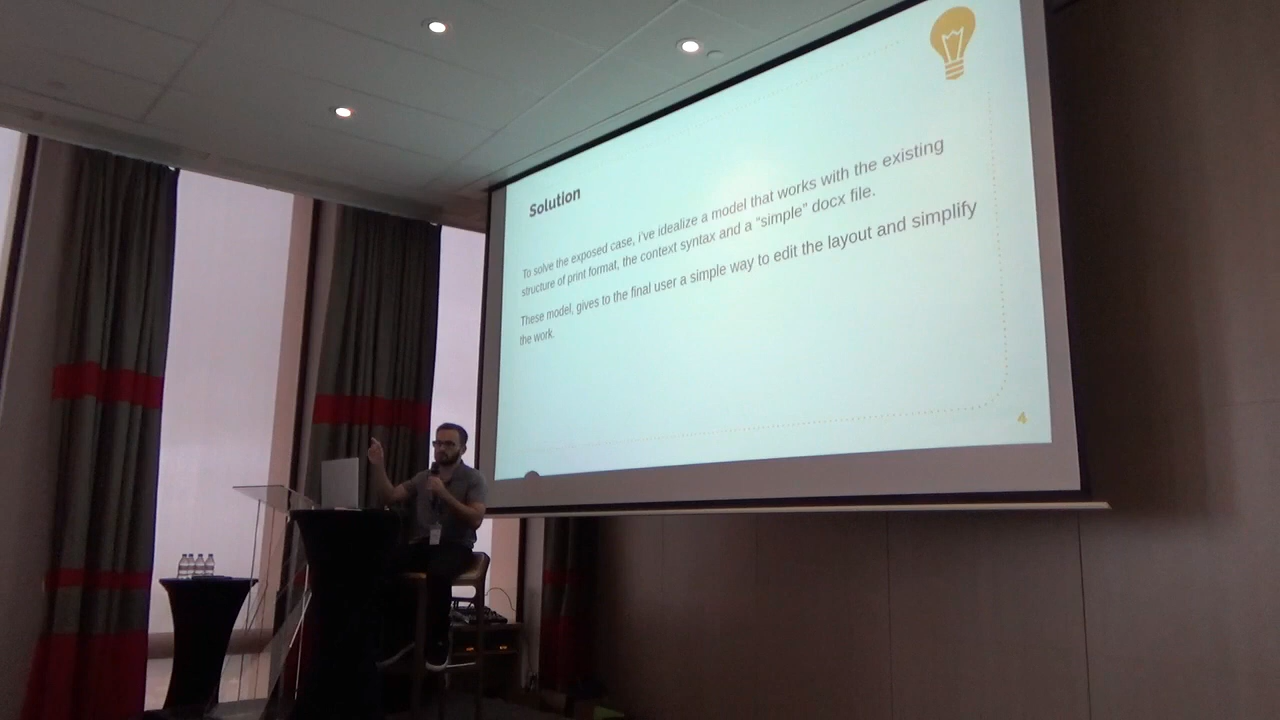 Solution
To solve the exposed case, i've idealize a model that works with the existing
structure of print format, the context syntax and a "simple" docx file.
These model, gives to the final user a simple way to edit the layout and simplify
the work.
4